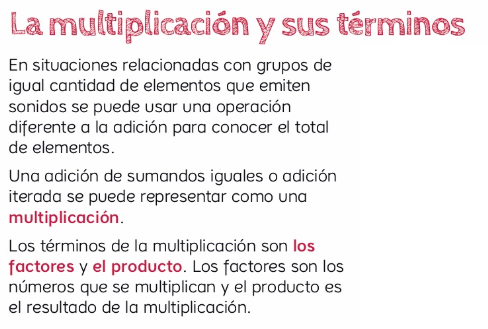 La multiplicación y sus términos
En situaciones relacionadas con grupos de
igual cantidad de elementos que emiten
sonidos se puede usar una operación
diferente a la adición para conocer el total
de elementos.
Una adición de sumandos iguales o adición
iterada se puede representar como una
multiplicación.
Los términos de la multiplicación son los
factores y el producto. Los factores son los
números que se multiplican y el producto es
el resultado de la multiplicación.